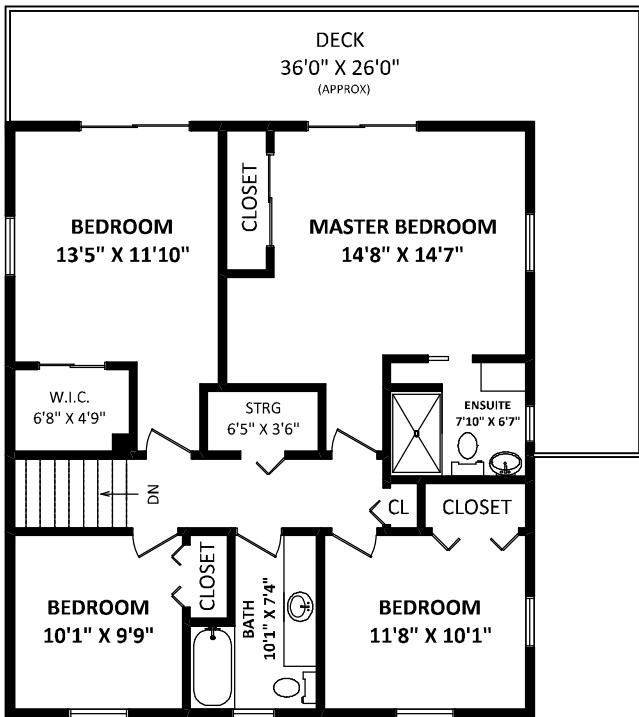 DECK
36'0" X 26'0"
(APPROX)
BEDROOM
13'5" X 11'10"
CLOSET
MASTER BEDROOM
14'8" X 14'7"
W.I.C.
6'8" X 4'9"
STRG
6'5" X 3'6"
ENSUITE
7'10" X 6'7"
DN
CL
CLOSET
BEDROOM
10'1" X 9'9"
CLOSET
BATH
10'1" X 7'4"
BEDROOM
11'8" X 10'1"